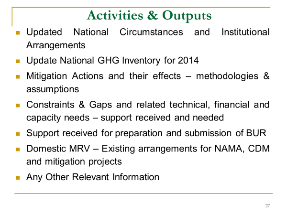 Activities & Outputs
Updated National Circumstances and Institutional
Arrangements
Update National GHG Inventory for 2014
Mitigation Actions and their effects – methodologies &
assumptions
Constraints & Gaps and related technical, financial and
capacity needs – support received and needed
Support received for preparation and submission of BUR
Domestic MRV – Existing arrangements for NAMA, CDM
and mitigation projects
Any Other Relevant Information